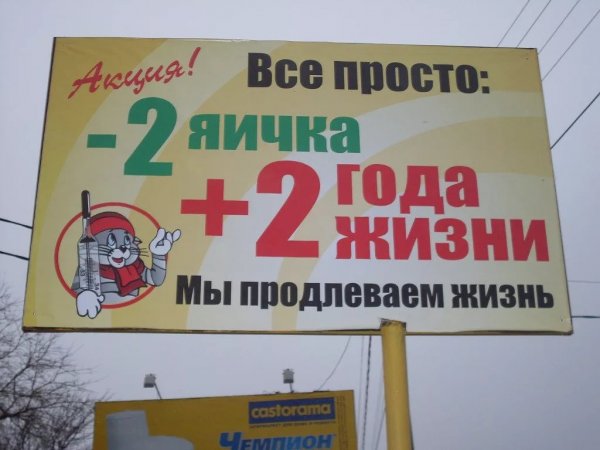 Акция!
Все просто:
-2 яичка
+2 года
жизни
Мы продлеваем жизнь
castorama
Чемпион